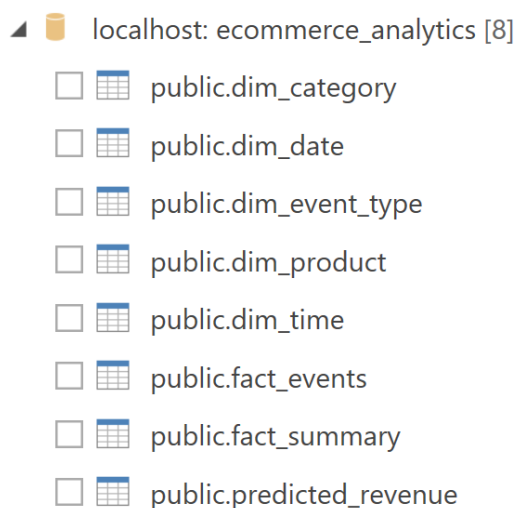 localhost: ecommerce_analytics [8]
public.dim_category
public.dim_date
public.dim_event_type
public.dim_product
public.dim_time
public.fact_events
public.fact_summary
public.predicted_revenue